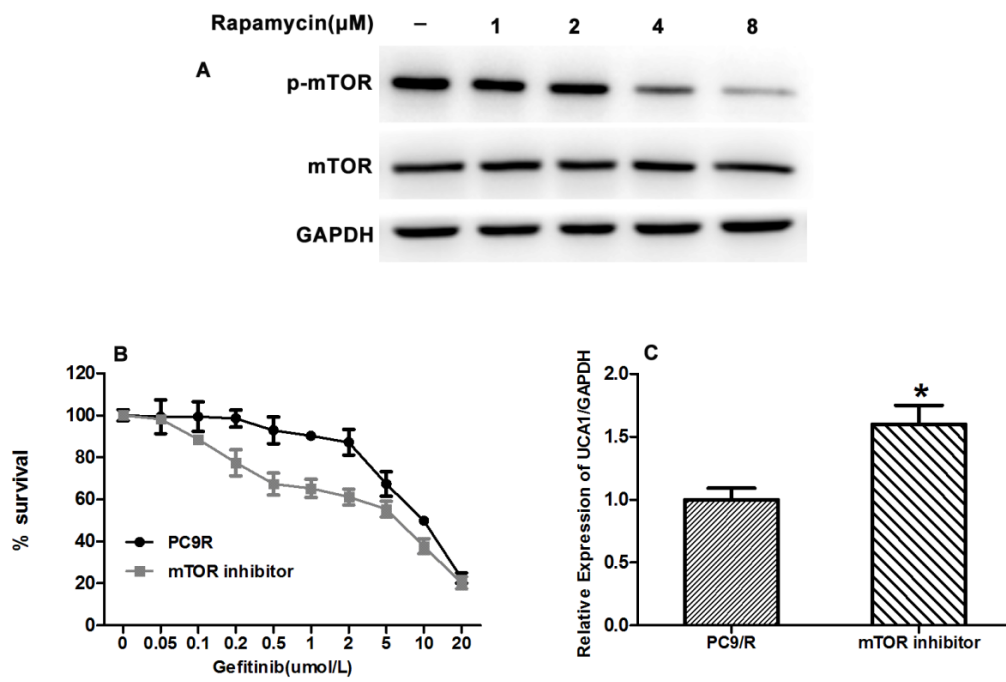 Rapamycin(μM) – 1 2 4 8
A
p-mTOR
mTOR
GAPDH
B
120
100
80
60
40
20
0
% survival
PC9R
mTOR inhibitor
0 0.05 0.1 0.2 0.5 1 2 5 10 20
Gefitinib(umol/L)
C
Relative Expression of UCA1/GAPDH
2.0
1.5
1.0
0.5
0.0
*
PC9/R mTOR inhibitor